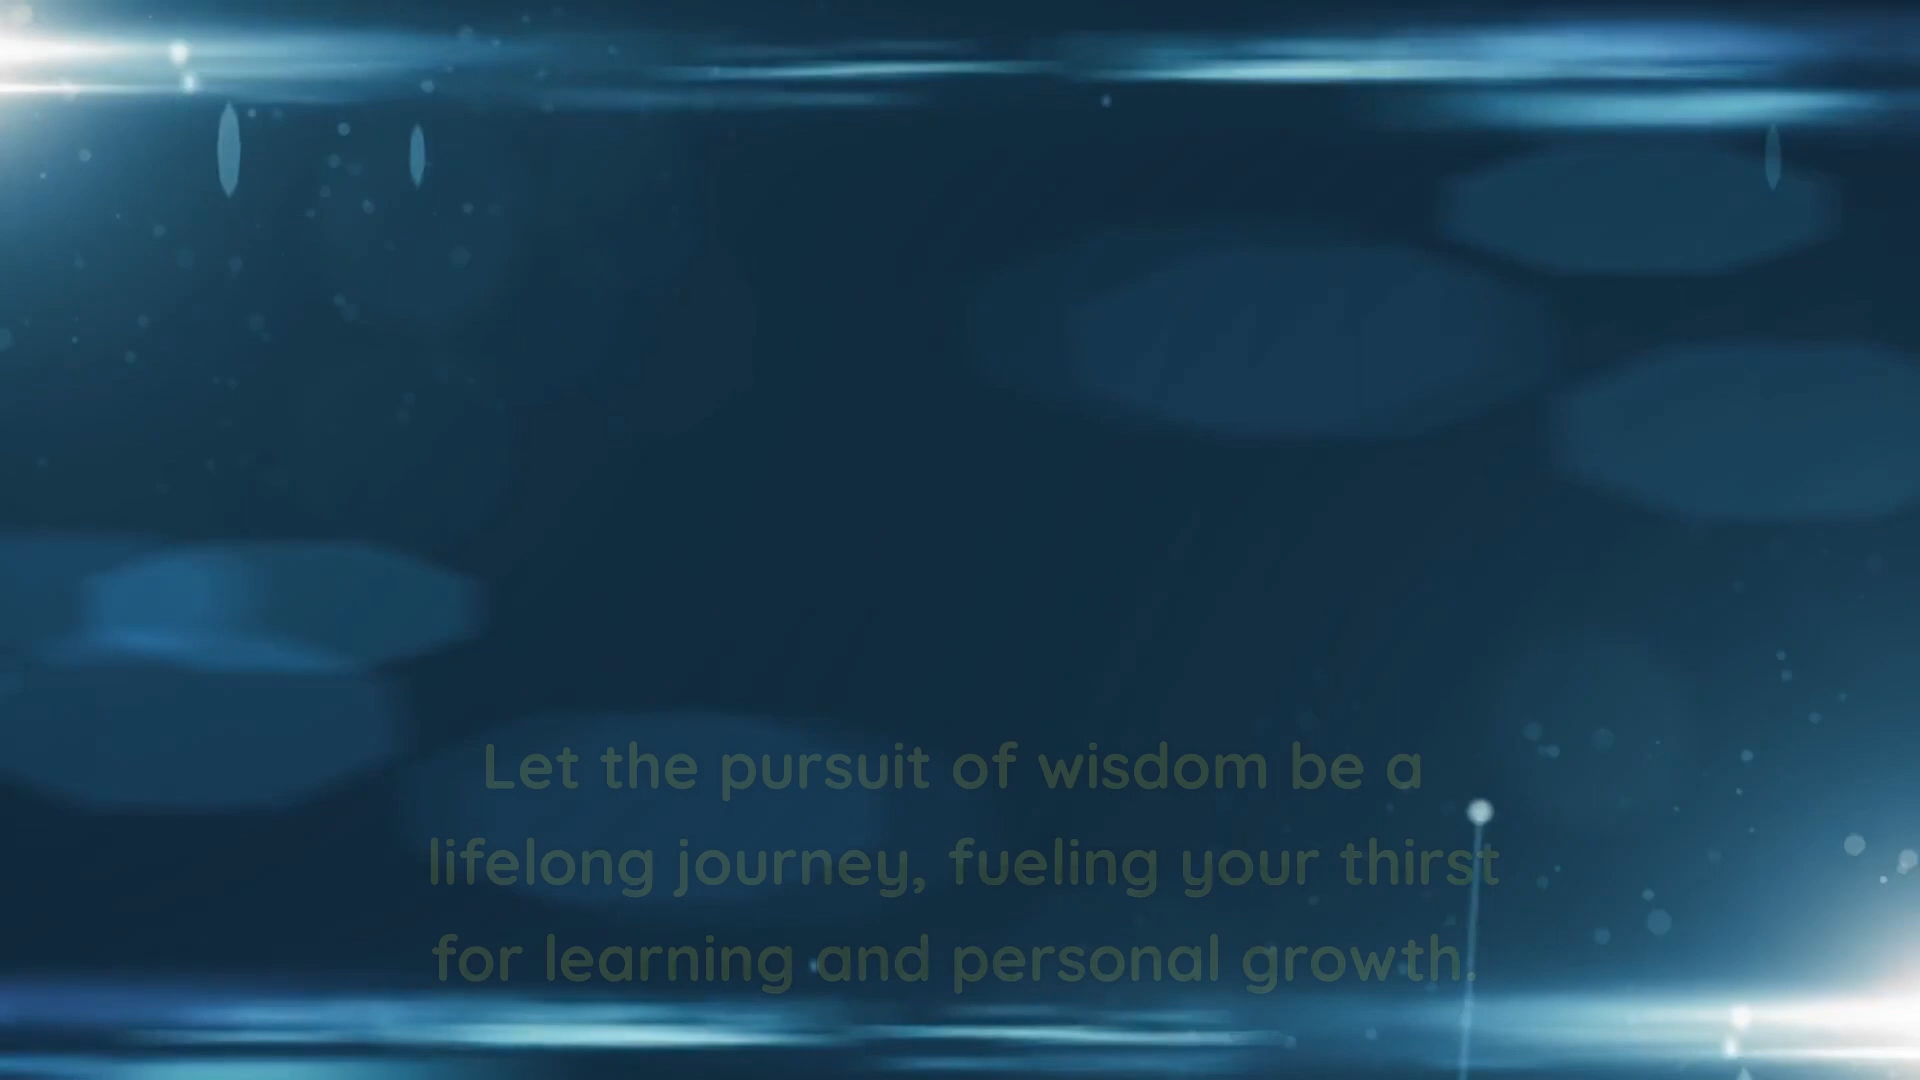 Let the pursuit of wisdom be a
lifelong journey, fueling your thirst
for learning and personal growth.